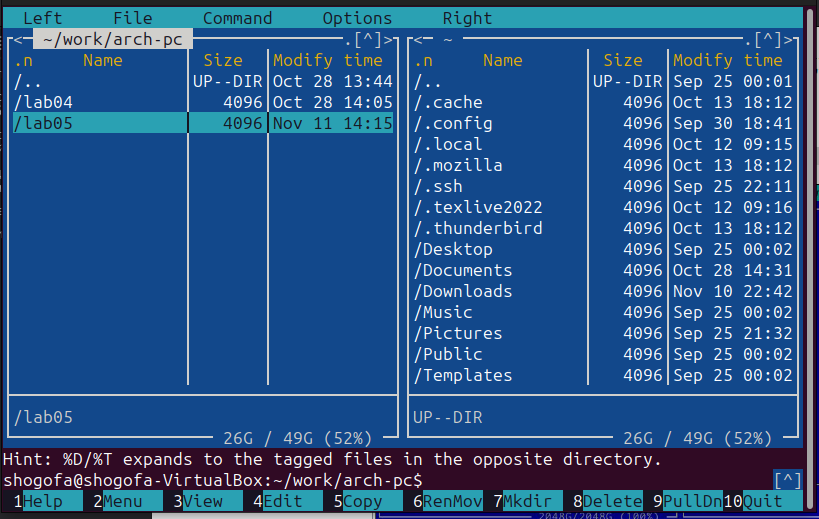 Left File Command Options Right
<─ ~/work/arch-pc .[^]> <─ ~ .[^]>
.n Name Size Modify time .n Name Size Modify time
/.. UP--DIR Oct 28 13:44 /.. UP--DIR Sep 25 00:01
/lab04 4096 Oct 28 14:05 /.cache 4096 Oct 13 18:12
/lab05 4096 Nov 11 14:15 /.config 4096 Sep 30 18:41
/.local 4096 Oct 12 09:15
/.mozilla 4096 Oct 13 18:12
/.ssh 4096 Sep 25 22:11
/.texlive2022 4096 Oct 12 09:16
/.thunderbird 4096 Oct 13 18:12
/Desktop 4096 Sep 25 00:02
/Documents 4096 Oct 28 14:31
/Downloads 4096 Nov 10 22:42
/Music 4096 Sep 25 00:02
/Pictures 4096 Sep 25 21:32
/Public 4096 Sep 25 00:02
/Templates 4096 Sep 25 00:02
/lab05 UP--DIR
26G / 49G (52%) 26G / 49G (52%)
Hint: %D/%T expands to the tagged files in the opposite directory.
shogofa@shogofa-VirtualBox:~/work/arch-pc$ [^]
1Help 2Menu 3View 4Edit 5Copy 6RenMov 7Mkdir 8Delete 9PullDn 10Quit
2048G/2048G (100%)